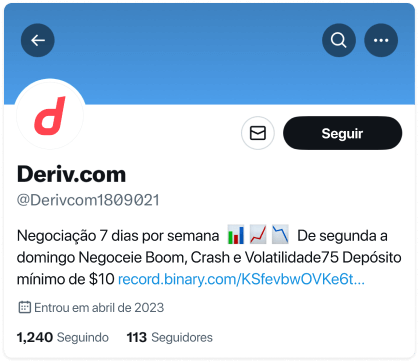 d
Seguir
Deriv.com
@Derivcom1809021
Negociação 7 dias por semana 📊 📈 📉 De segunda a
domingo Negoceie Boom, Crash e Volatilidade75 Depósito
mínimo de $10 record.binary.com/KSfevbwOVKe6t...
Entrou em abril de 2023
1,240 Seguindo 113 Seguidores